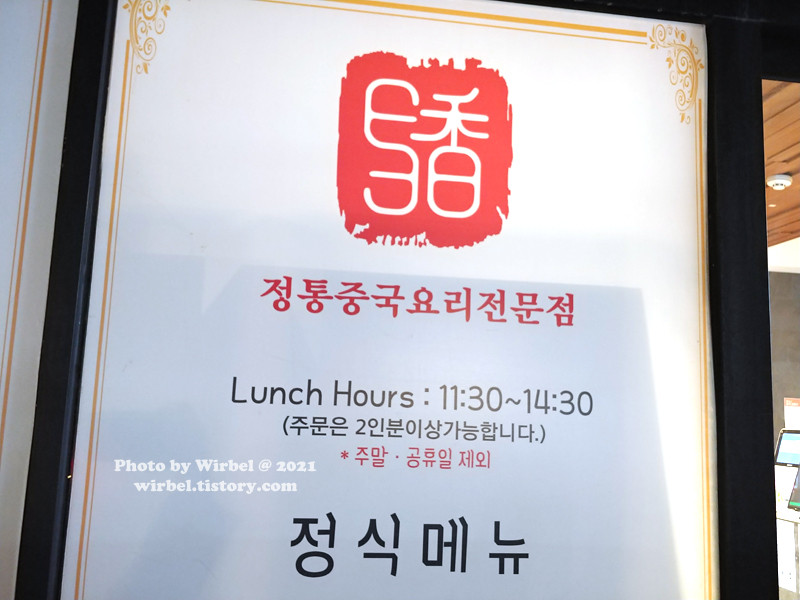 香
정통중국요리전문점
Lunch Hours : 11:30~14:30
(주문은 2인분이상가능합니다.)
* 주말 · 공휴일 제외
Photo by Wirbel @ 2021
wirbel.tistory.com
정식메뉴